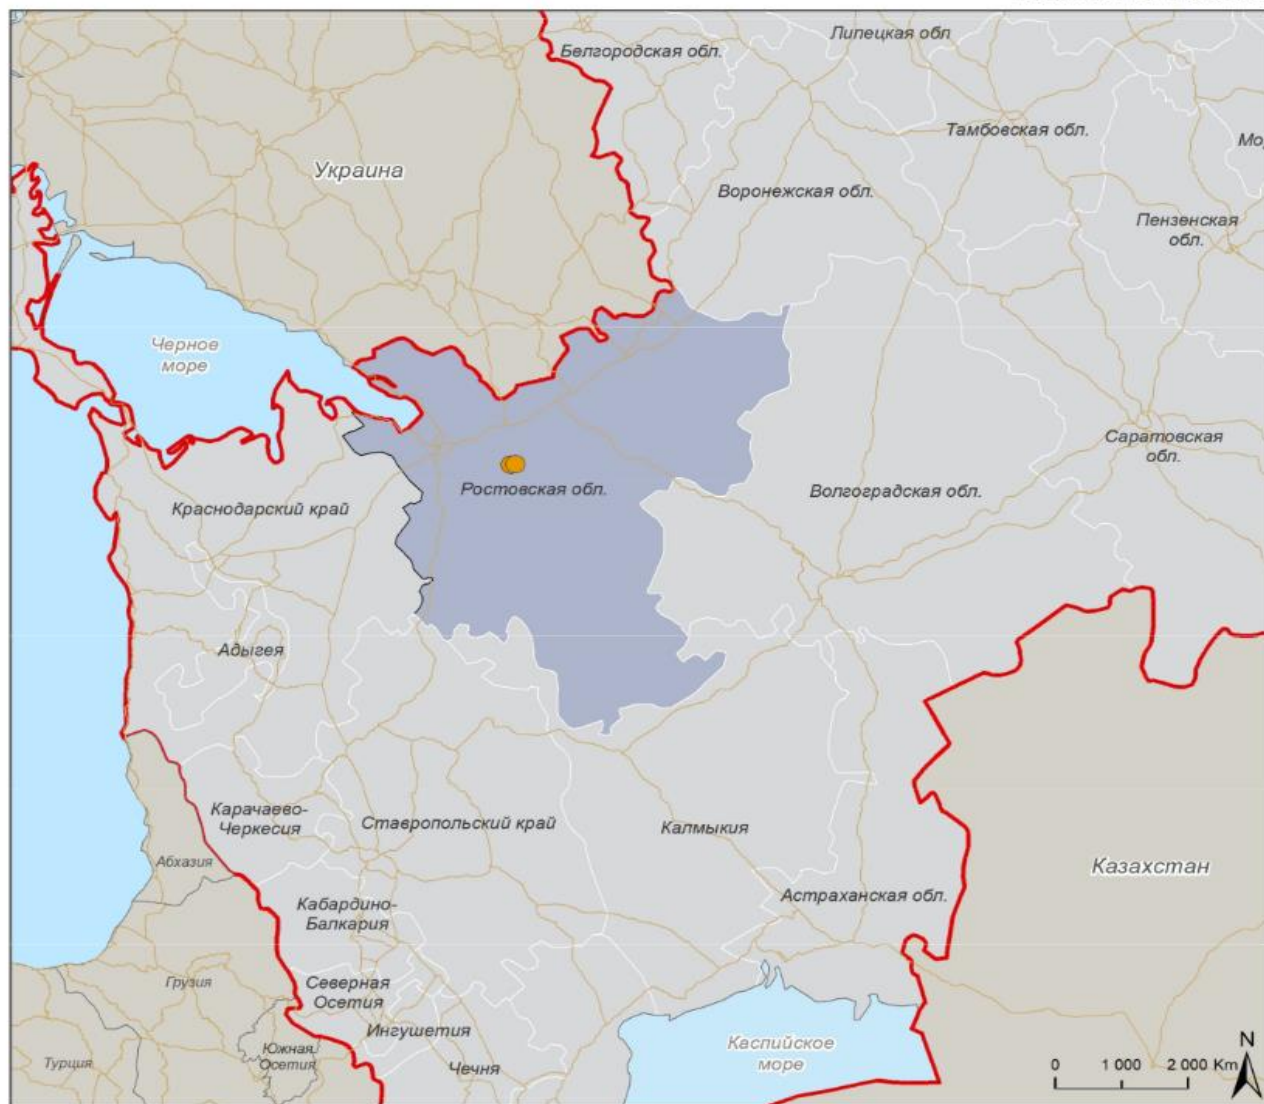 Белгородская обл.
Липецкая обл
Тамбовская обл.
Украина
Воронежская обл.
Пензенская
обл.
Черное
море
Саратовская
обл.
Ростовская обл.
Волгоградская обл.
Краснодарский край
Адыгея
Карачаево-
Черкесия
Ставропольский край
Калмыкия
Абхазия
Казахстан
Астраханская обл.
Кабардино-
Балкария
Грузия
Северная
Осетия
Ингушетия
Южная
Осетия
Турция
Чечня
Каспийское
море
N
0 1 000 2 000 Km